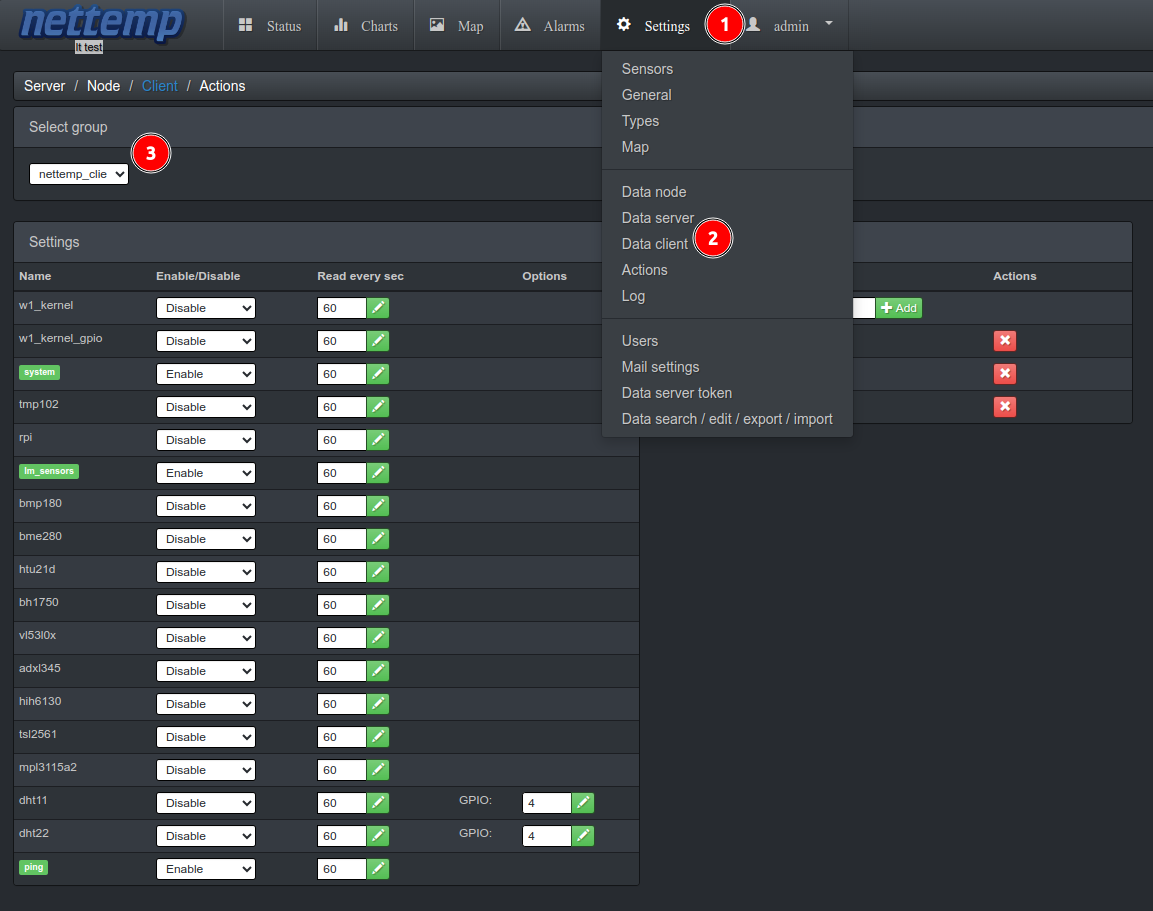 nettemp
lt test
Status
Charts
Map
Alarms
Settings
1
admin
Server / Node / Client / Actions
Sensors
General
Types
Map
Data node
Data server
Data client
2
Actions
Log
Users
Mail settings
Data server token
Data search / edit / export / import
Select group
3
nettemp_clie
Settings
Name Enable/Disable Read every sec Options Actions
w1_kernel Disable 60 Add
w1_kernel_gpio Disable 60
system Enable 60
tmp102 Disable 60
rpi Disable 60
lm_sensors Enable 60
bmp180 Disable 60
bme280 Disable 60
htu21d Disable 60
bh1750 Disable 60
vl53l0x Disable 60
adxl345 Disable 60
hih6130 Disable 60
tsl2561 Disable 60
mpl3115a2 Disable 60
dht11 Disable 60 GPIO: 4
dht22 Disable 60 GPIO: 4
ping Enable 60